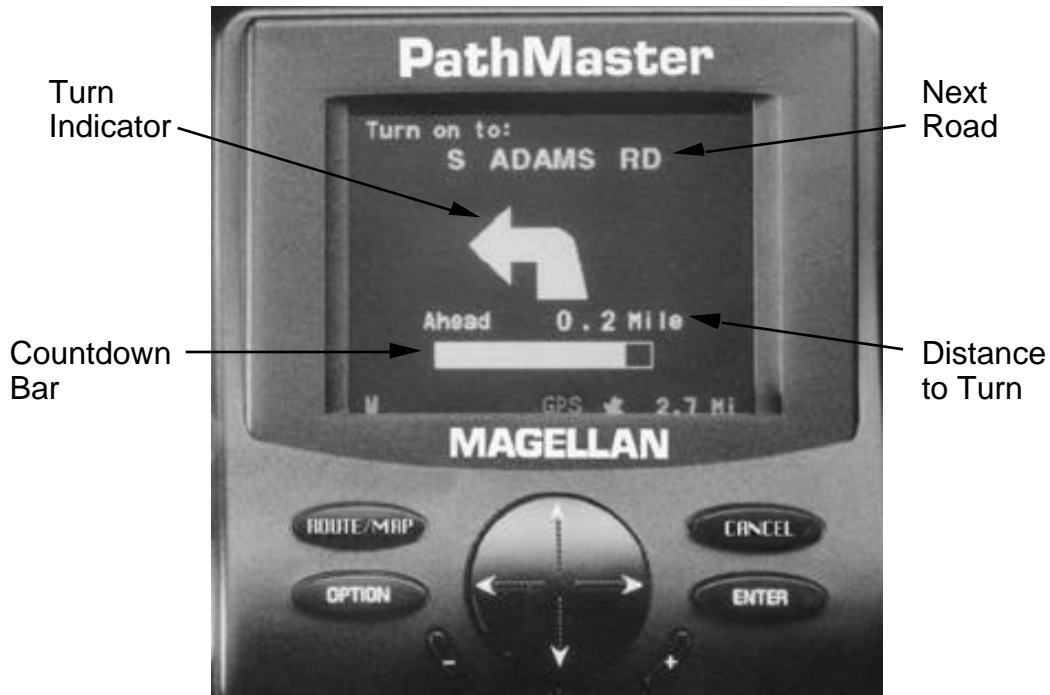 PathMaster
Turn
Indicator
Next
Road
Turn on to:
S ADAMS RD
Ahead 0.2 Mile
Countdown
Bar
Distance
to Turn
W GPS 2.7 Mi
MAGELLAN
ROUTE/MAP
CANCEL
OPTION
ENTER
- +